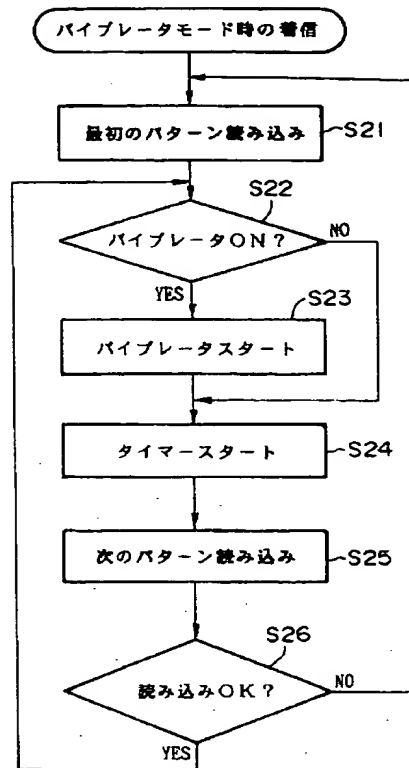 バイブレータモード時の着信
最初のパターン読み込み
S21
S22
バイブレータON?
NO
YES
S23
バイブレータスタート
タイマースタート
S24
次のパターン読み込み
S25
S26
読み込みOK?
NO
YES